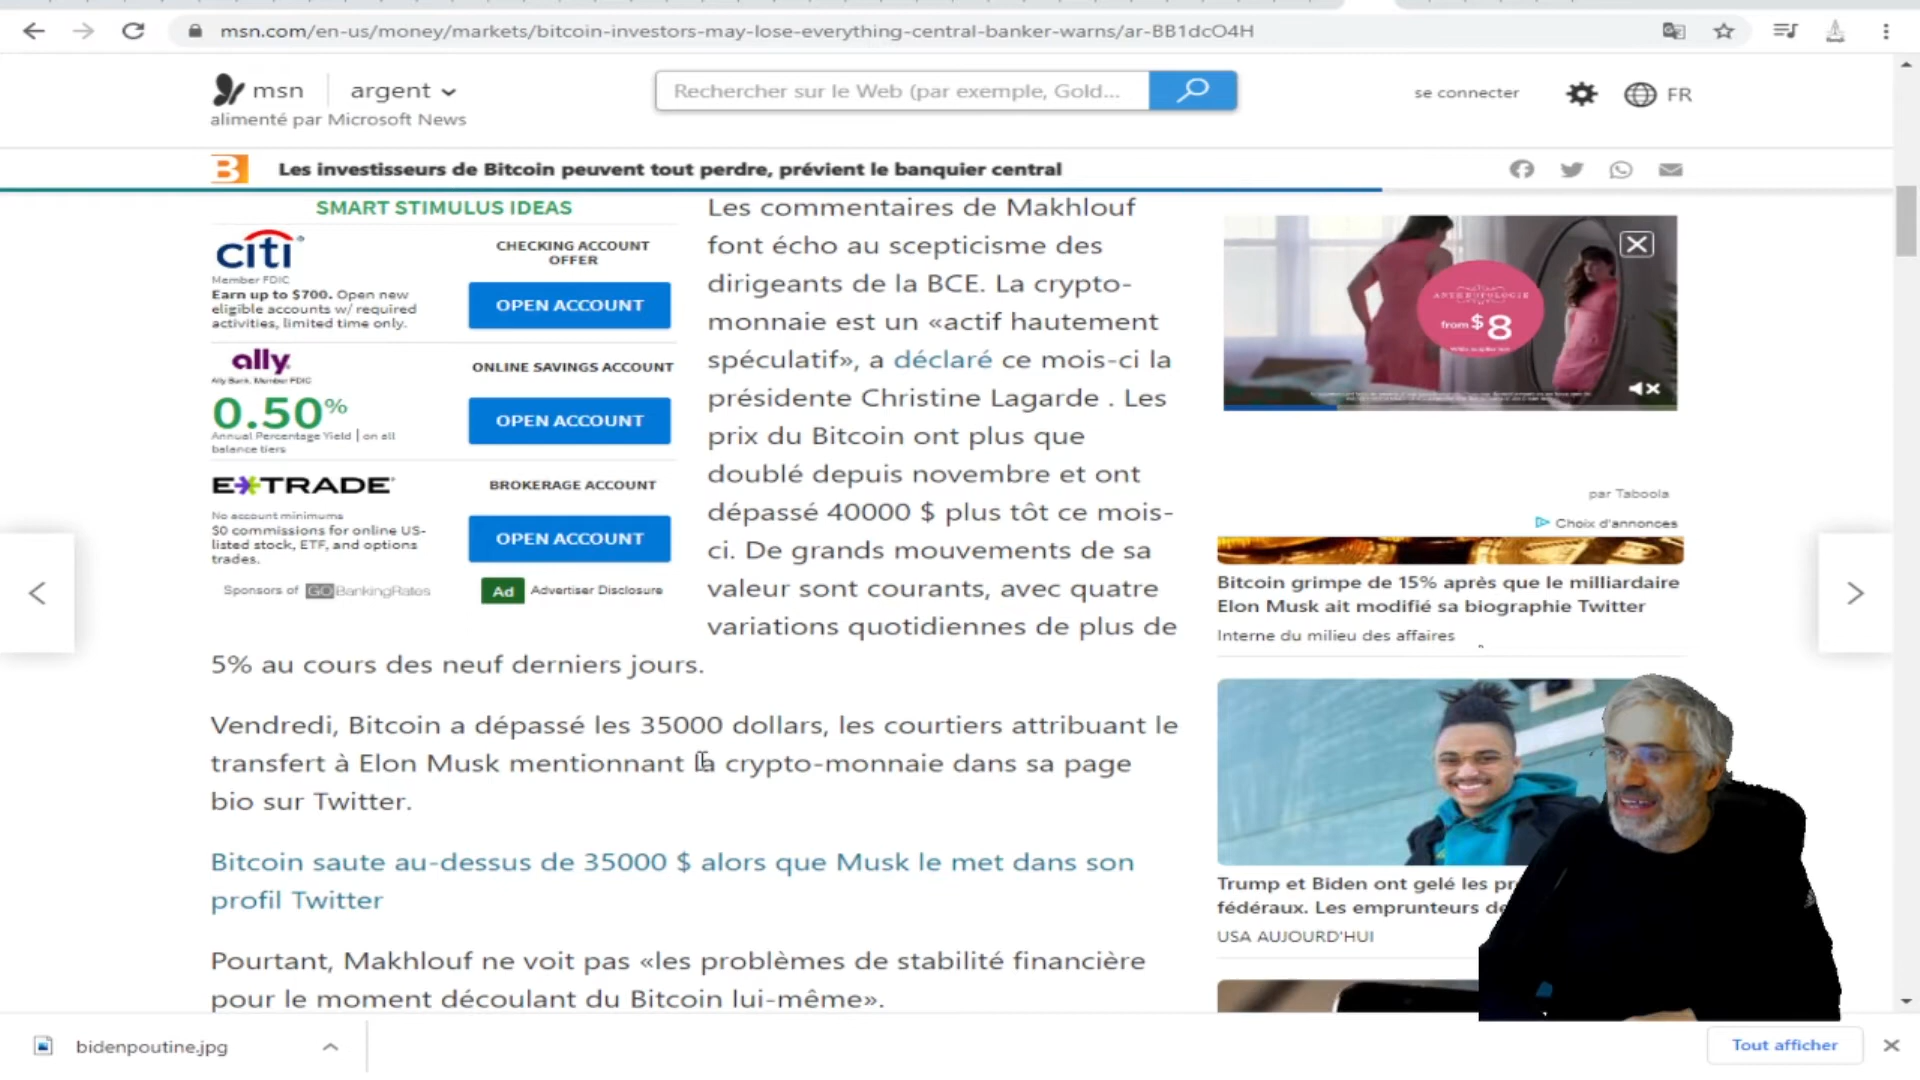 msn.com/en-us/money/markets/bitcoin-investors-may-lose-everything-central-banker-warns/ar-BB1dcO4H
msn
argent
Rechercher sur le Web (par exemple, Gold...
se connecter
FR
alimenté par Microsoft News
B
Les investisseurs de Bitcoin peuvent tout perdre, prévient le banquier central
SMART STIMULUS IDEAS
citi
Member FDIC
Earn up to $700. Open new
eligible accounts w/ required
activities, limited time only.
CHECKING ACCOUNT
OFFER
OPEN ACCOUNT
ally
Ally Bank, Member FDIC
0.50%
Annual Percentage Yield | on all
balance tiers
ONLINE SAVINGS ACCOUNT
OPEN ACCOUNT
E*TRADE
No account minimums
$0 commissions for online US-
listed stock, ETF, and options
trades.
BROKERAGE ACCOUNT
OPEN ACCOUNT
Sponsors of GOBankingRates
Ad
Advertiser Disclosure
Les commentaires de Makhlouf
font écho au scepticisme des
dirigeants de la BCE. La crypto-
monnaie est un «actif hautement
spéculatif», a déclaré ce mois-ci la
présidente Christine Lagarde . Les
prix du Bitcoin ont plus que
doublé depuis novembre et ont
dépassé 40000 $ plus tôt ce mois-
ci. De grands mouvements de sa
valeur sont courants, avec quatre
variations quotidiennes de plus de
5% au cours des neuf derniers jours.
Vendredi, Bitcoin a dépassé les 35000 dollars, les courtiers attribuant le
transfert à Elon Musk mentionnant la crypto-monnaie dans sa page
bio sur Twitter.
Bitcoin saute au-dessus de 35000 $ alors que Musk le met dans son
profil Twitter
Pourtant, Makhlouf ne voit pas «les problèmes de stabilité financière
pour le moment découlant du Bitcoin lui-même».
ANTHROPOLOGIE
from $8
par Taboola
Choix d'annonces
Bitcoin grimpe de 15% après que le milliardaire
Elon Musk ait modifié sa biographie Twitter
Interne du milieu des affaires
Trump et Biden ont gelé les
fédéraux. Les emprunteurs
USA AUJOURD'HUI
bidenpoutine.jpg
Tout afficher